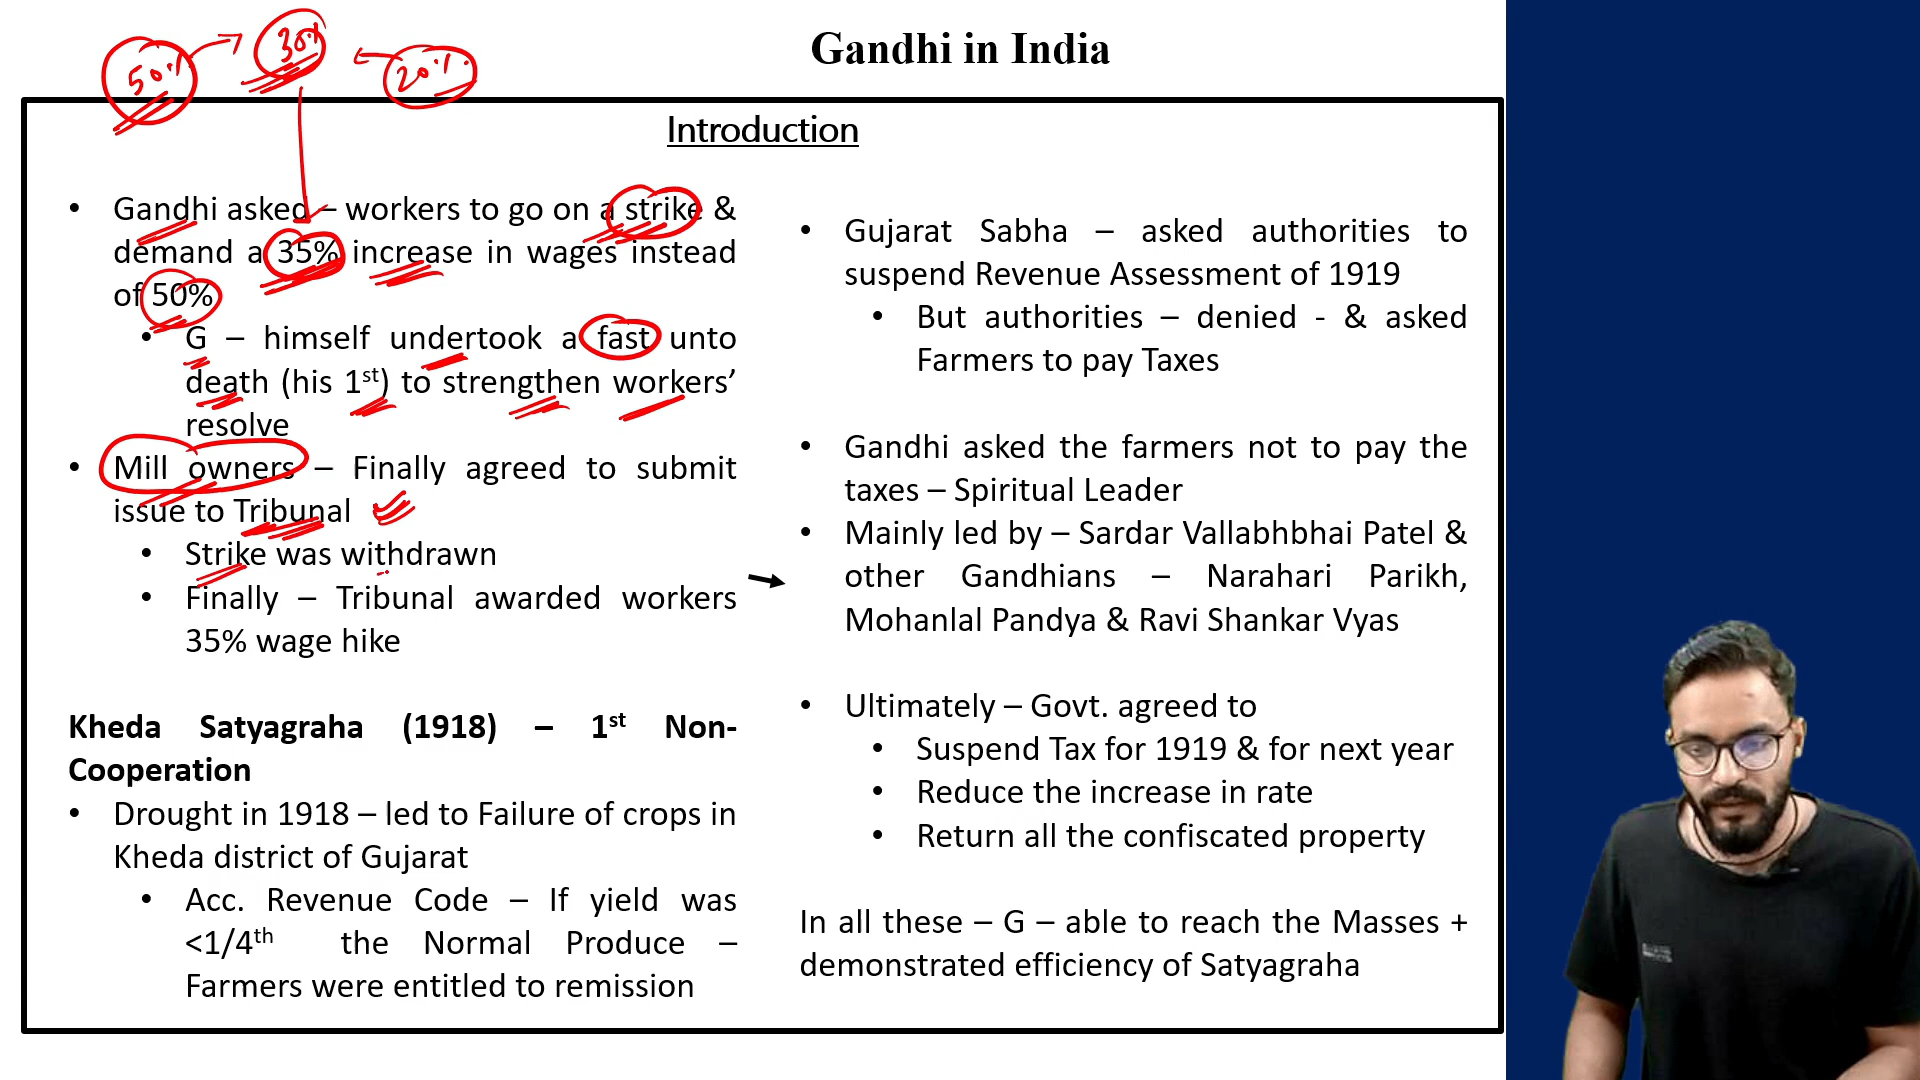 50%
30%
20%
Gandhi in India
Introduction
• Gandhi asked – workers to go on a strike &
demand a 35% increase in wages instead
of 50%
• G – himself undertook a fast unto
death (his 1st) to strengthen workers’
resolve
• Mill owners – Finally agreed to submit
issue to Tribunal
• Strike was withdrawn
• Finally – Tribunal awarded workers
35% wage hike
Kheda Satyagraha (1918) – 1st Non-
Cooperation
• Drought in 1918 – led to Failure of crops in
Kheda district of Gujarat
• Acc. Revenue Code – If yield was
<1/4th the Normal Produce –
Farmers were entitled to remission
• Gujarat Sabha – asked authorities to
suspend Revenue Assessment of 1919
• But authorities – denied - & asked
Farmers to pay Taxes
• Gandhi asked the farmers not to pay the
taxes – Spiritual Leader
• Mainly led by – Sardar Vallabhbhai Patel &
other Gandhians – Narahari Parikh,
Mohanlal Pandya & Ravi Shankar Vyas
• Ultimately – Govt. agreed to
• Suspend Tax for 1919 & for next year
• Reduce the increase in rate
• Return all the confiscated property
In all these – G – able to reach the Masses +
demonstrated efficiency of Satyagraha